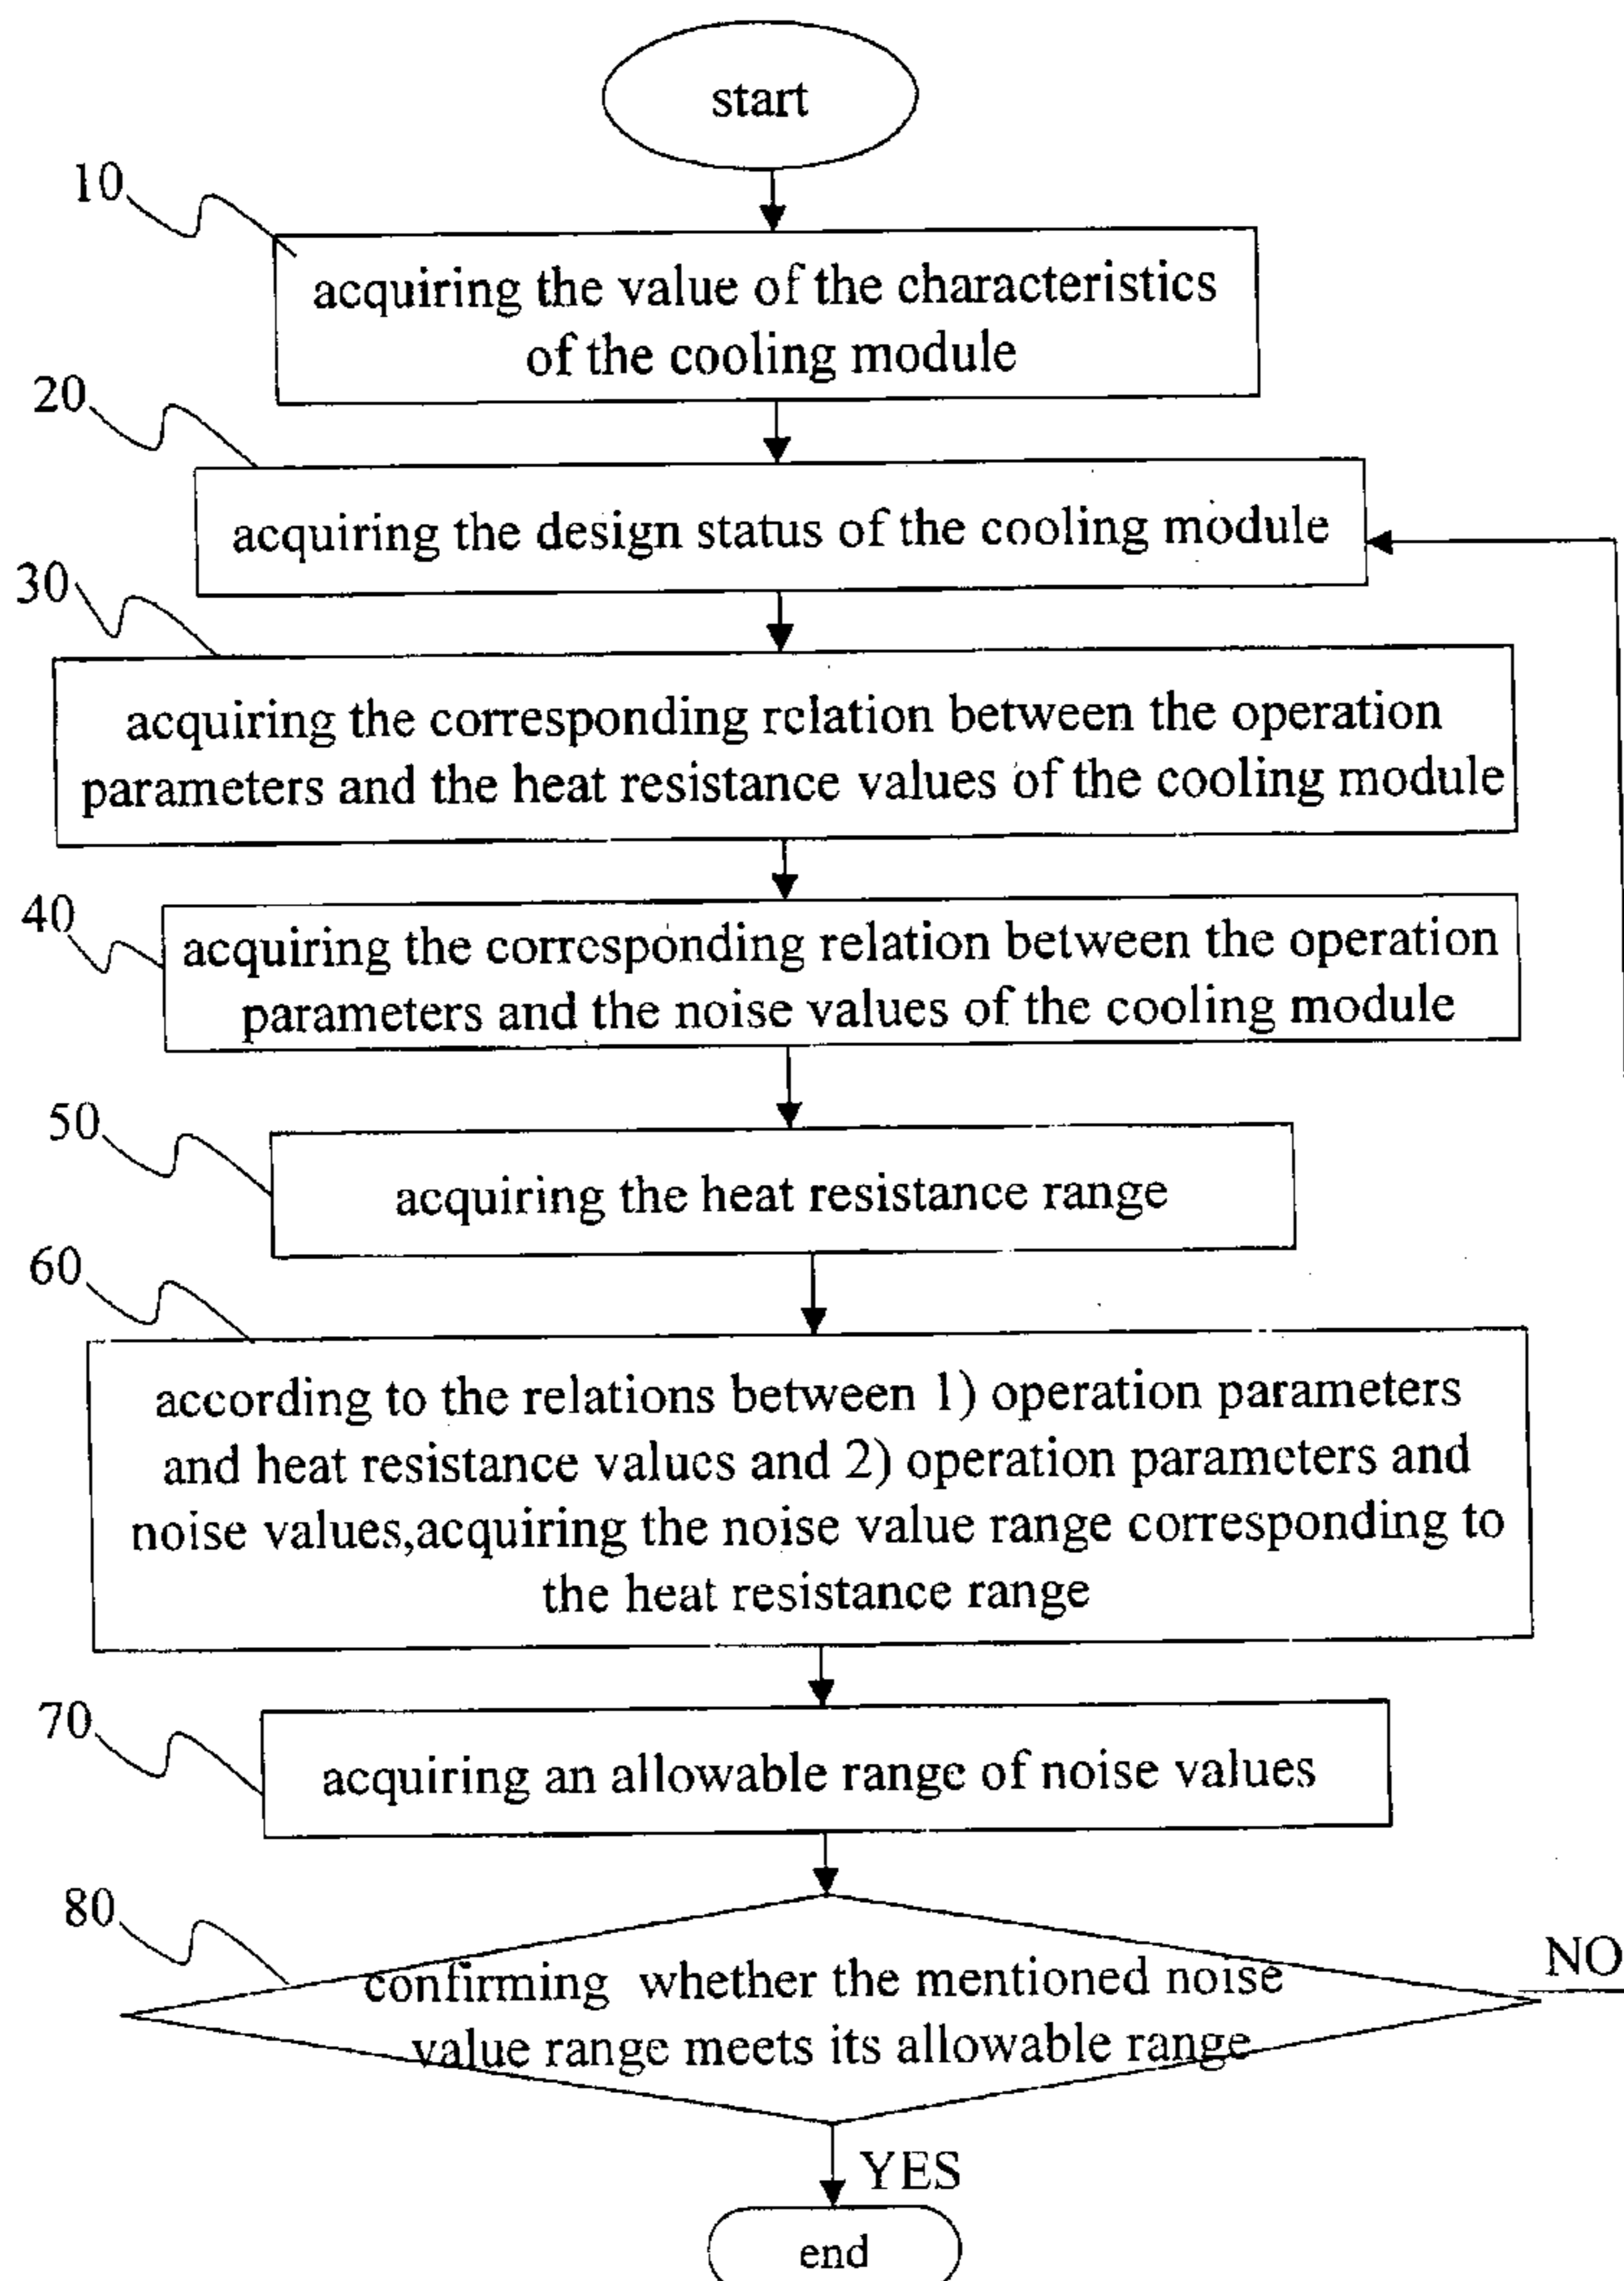 start
10
acquiring the value of the characteristics
of the cooling module
20
acquiring the design status of the cooling module
30
acquiring the corresponding relation between the operation
parameters and the heat resistance values of the cooling module
40
acquiring the corresponding relation between the operation
parameters and the noise values of the cooling module
50
acquiring the heat resistance range
60
according to the relations between 1) operation parameters
and heat resistance values and 2) operation parameters and
noise values,acquiring the noise value range corresponding to
the heat resistance range
70
acquiring an allowable range of noise values
80
confirming whether the mentioned noise
value range meets its allowable range
NO
YES
end